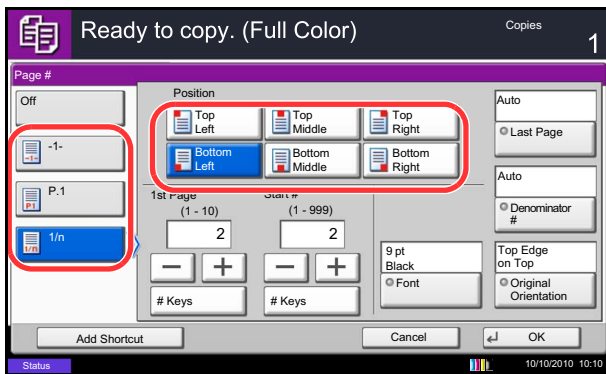 Ready to copy. (Full Color)
Copies
1
Page #
Off
-1-
P.1
1/n
Position
Top
Left
Top
Middle
Top
Right
Bottom
Left
Bottom
Middle
Bottom
Right
1st Page
(1 - 10)
2
# Keys
Start #
(1 - 999)
2
# Keys
9 pt
Black
Font
Auto
Last Page
Auto
Denominator
#
Top Edge
on Top
Original
Orientation
Add Shortcut
Cancel
OK
Status
10/10/2010 10:10